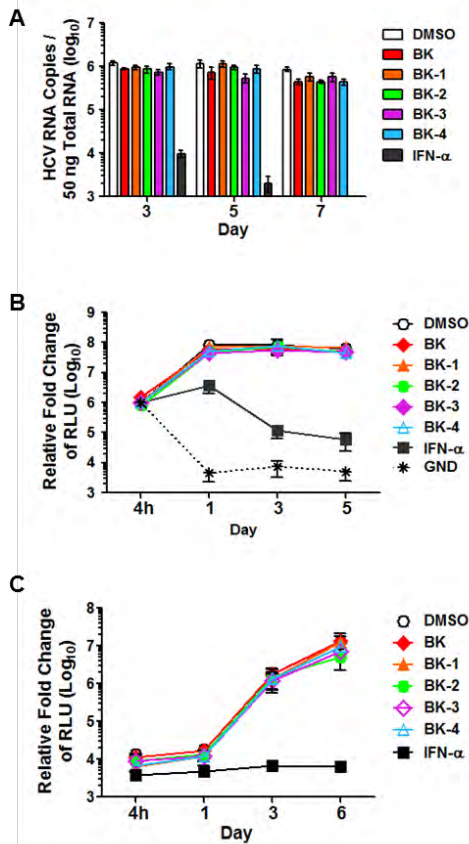 A
HCV RNA Copies /
50 ng Total RNA (log10)
7
6
5
4
3
3
5
7
Day
DMSO
BK
BK-1
BK-2
BK-3
BK-4
IFN-α
B
Relative Fold Change
of RLU (Log10)
9
8
7
6
5
4
3
4h
1
3
5
Day
DMSO
BK
BK-1
BK-2
BK-3
BK-4
IFN-α
GND
C
Relative Fold Change
of RLU (Log10)
8
7
6
5
4
3
4h
1
3
6
Day
DMSO
BK
BK-1
BK-2
BK-3
BK-4
IFN-α